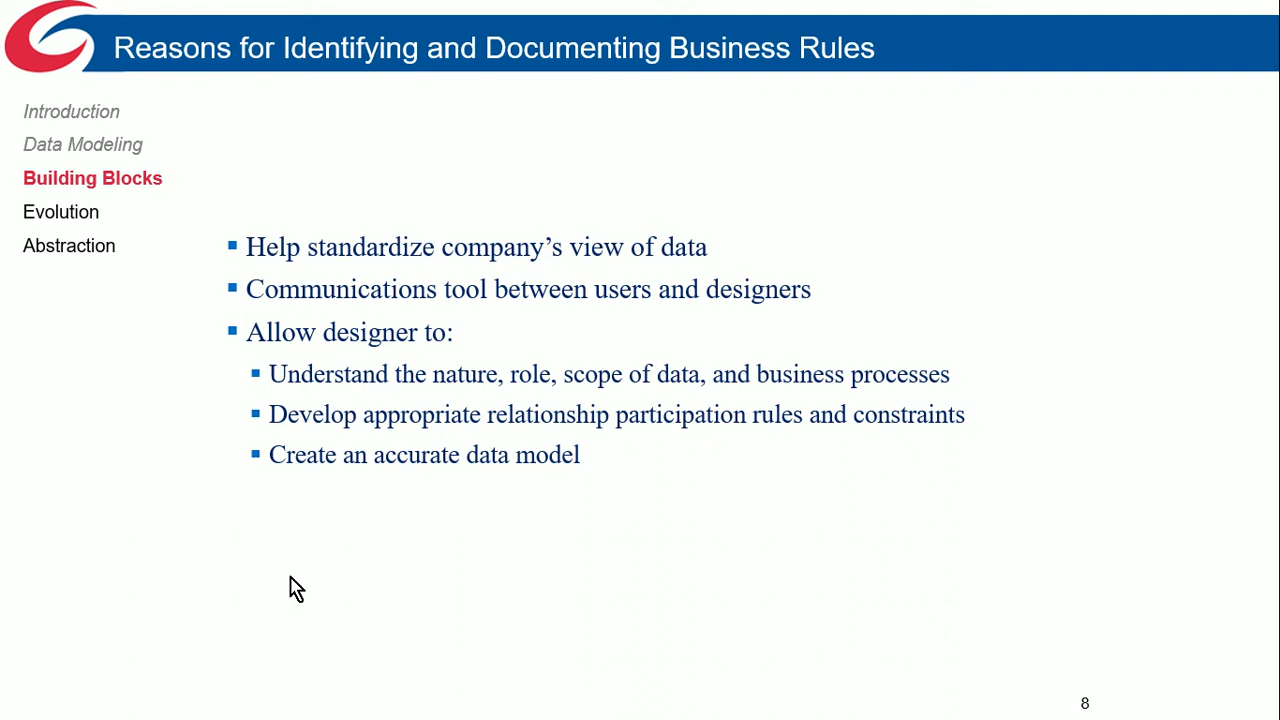 Reasons for Identifying and Documenting Business Rules
Introduction
Data Modeling
Building Blocks
Evolution
Abstraction
Help standardize company’s view of data
Communications tool between users and designers
Allow designer to:
Understand the nature, role, scope of data, and business processes
Develop appropriate relationship participation rules and constraints
Create an accurate data model
8